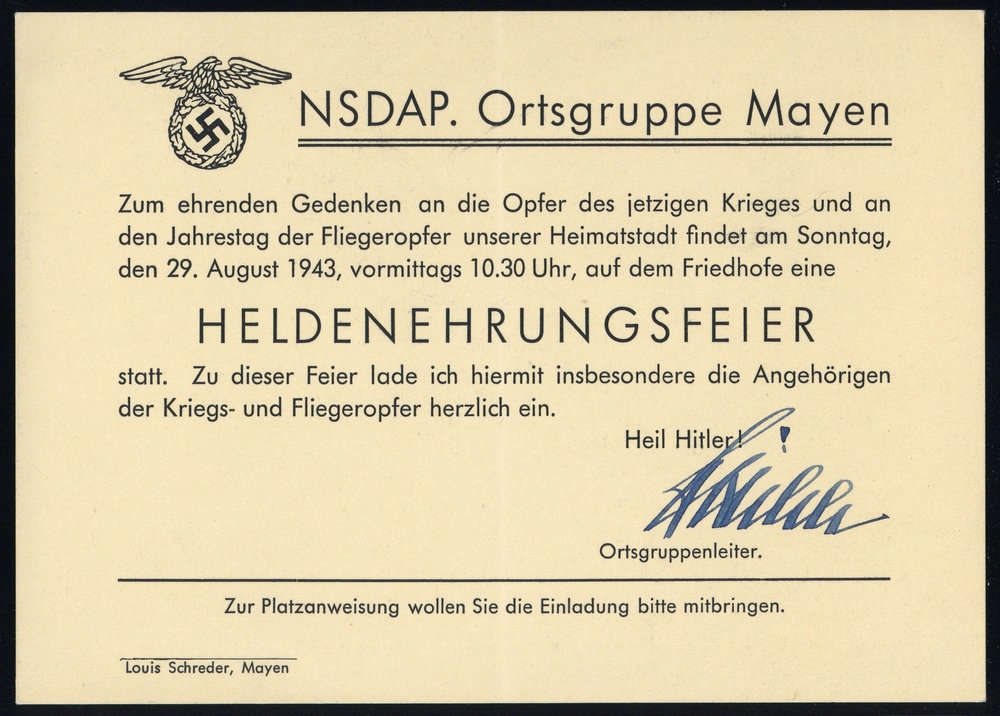 NSDAP. Ortsgruppe Mayen
Zum ehrenden Gedenken an die Opfer des jetzigen Krieges und an
den Jahrestag der Fliegeropfer unserer Heimatstadt findet am Sonntag,
den 29. August 1943, vormittags 10.30 Uhr, auf dem Friedhofe eine
HELDENEHRUNGSFEIER
statt. Zu dieser Feier lade ich hiermit insbesondere die Angehörigen
der Kriegs- und Fliegeropfer herzlich ein.
Heil Hitler!
Ortsgruppenleiter.
Zur Platzanweisung wollen Sie die Einladung bitte mitbringen.
Louis Schreder, Mayen